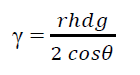 γ = rhdg / 2 cosθ